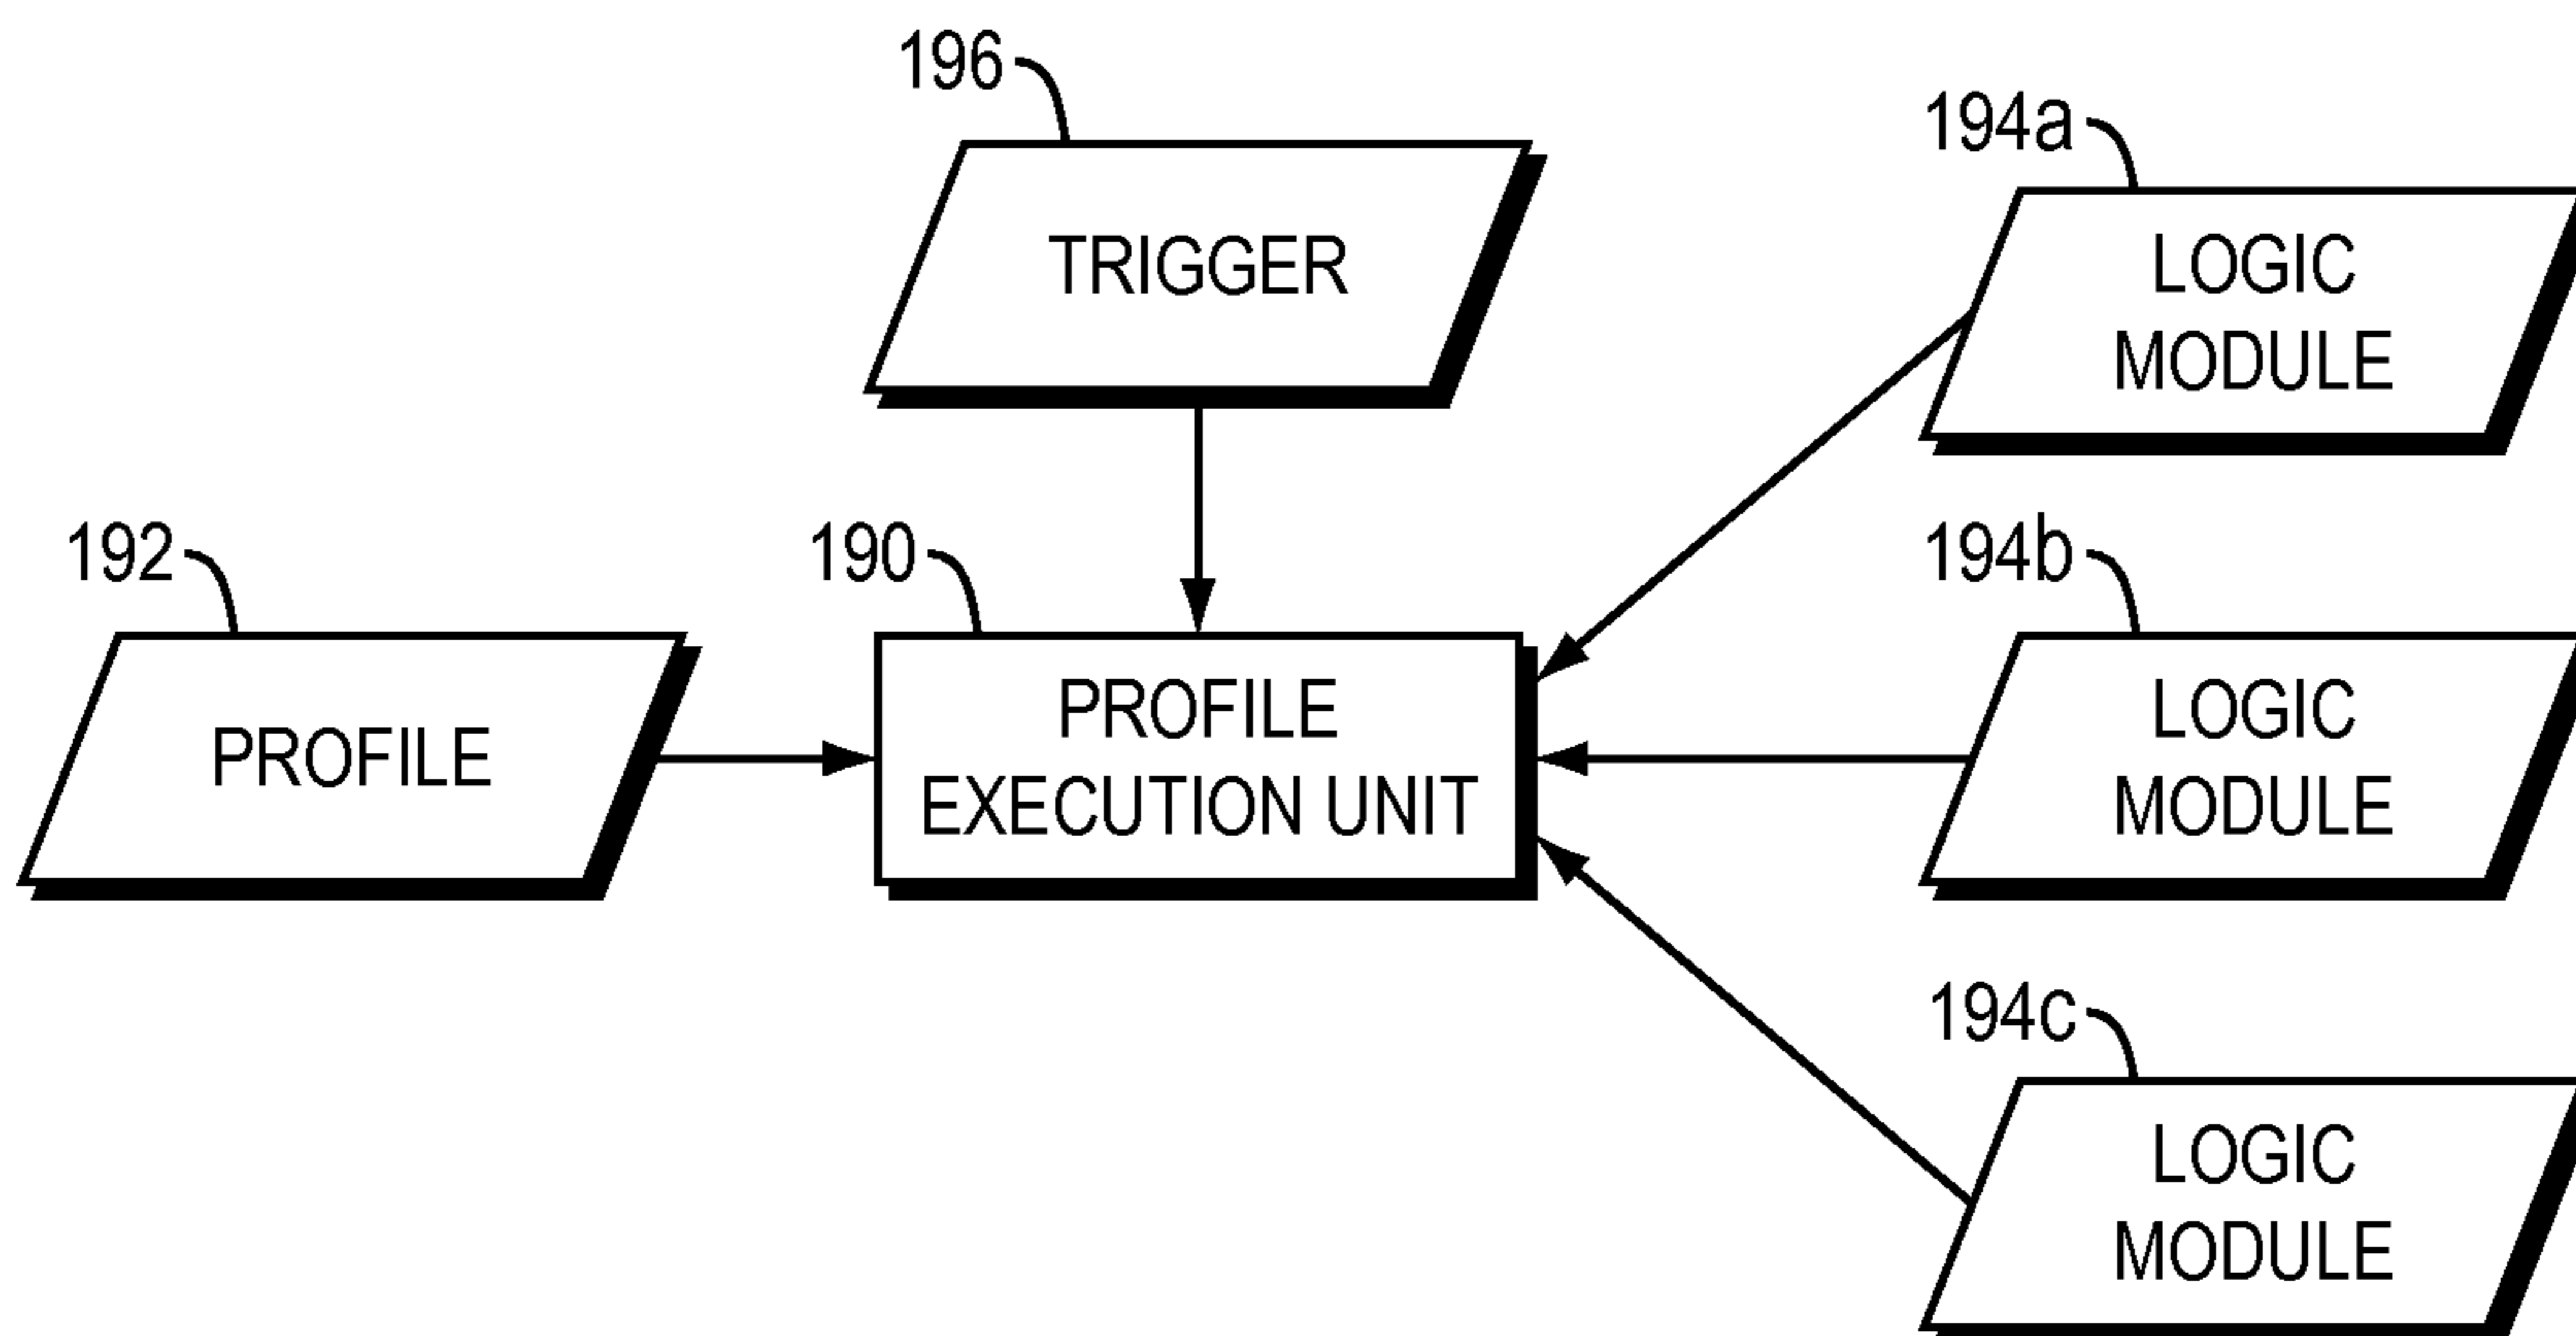 196
TRIGGER
194a
LOGIC
MODULE
192
PROFILE
190
PROFILE
EXECUTION UNIT
194b
LOGIC
MODULE
194c
LOGIC
MODULE